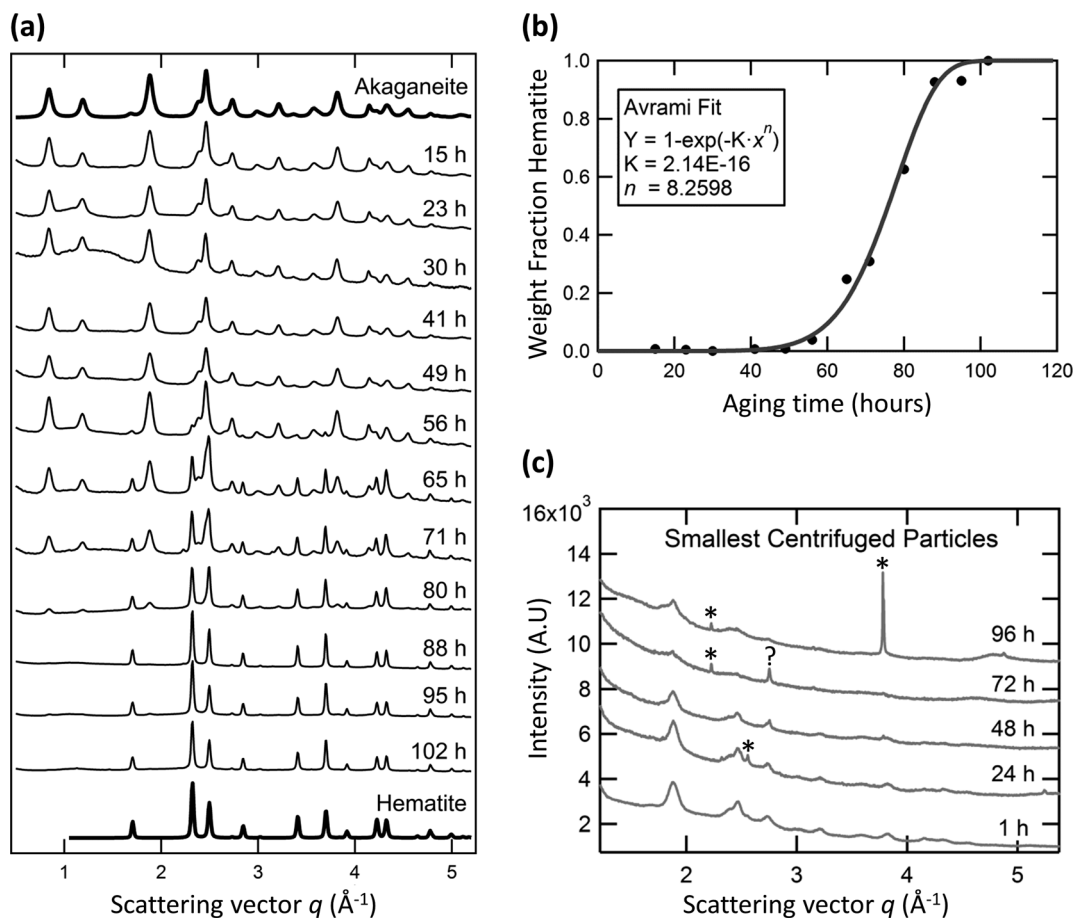 (a)
Akaganeite
15 h
23 h
30 h
41 h
49 h
56 h
65 h
71 h
80 h
88 h
95 h
102 h
Hematite
1 2 3 4 5
Scattering vector q (Å-1)
(b)
1.0
0.8
0.6
0.4
0.2
0.0
Weight Fraction Hematite
Avrami Fit
Y = 1-exp(-K·x^n)
K = 2.14E-16
n = 8.2598
0 20 40 60 80 100 120
Aging time (hours)
(c)
16x10^3
14
12
10
8
6
4
2
Intensity (A.U)
Smallest Centrifuged Particles
*
*
96 h
*
?
72 h
48 h
*
24 h
1 h
2 3 4 5
Scattering vector q (Å-1)